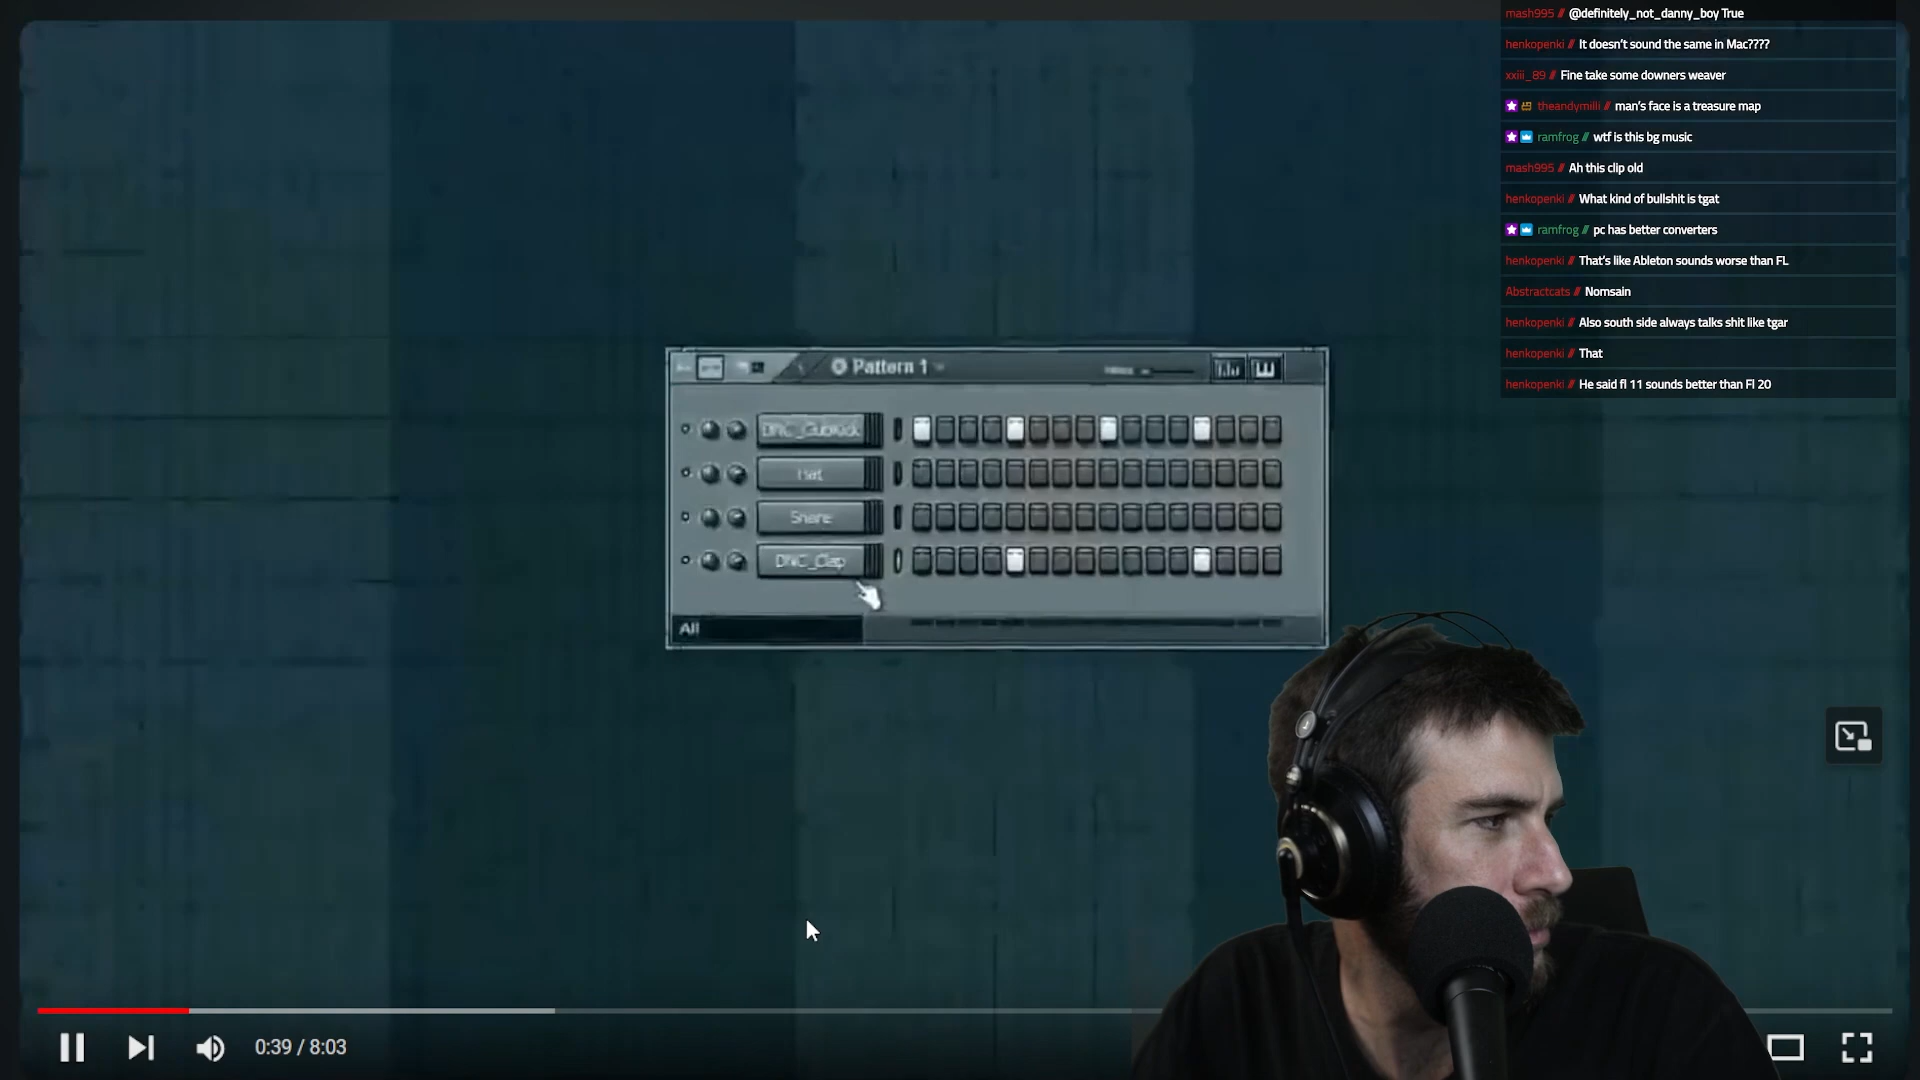 mash995 // @definitely_not_danny_boy True
henkopenki // It doesn't sound the same in Mac????
xxiii_89 // Fine take some downers weaver
theandymilli // man's face is a treasure map
ramfrog // wtf is this bg music
mash995 // Ah this clip old
henkopenki // What kind of bullshit is tgat
ramfrog // pc has better converters
henkopenki // That's like Ableton sounds worse than FL
Abstractcats // Nomsain
henkopenki // Also south side always talks shit like tgar
henkopenki // That
henkopenki // He said fl 11 sounds better than Fl 20
Pattern 1
Hat
Snare
DNC_Clap
All
0:39 / 8:03